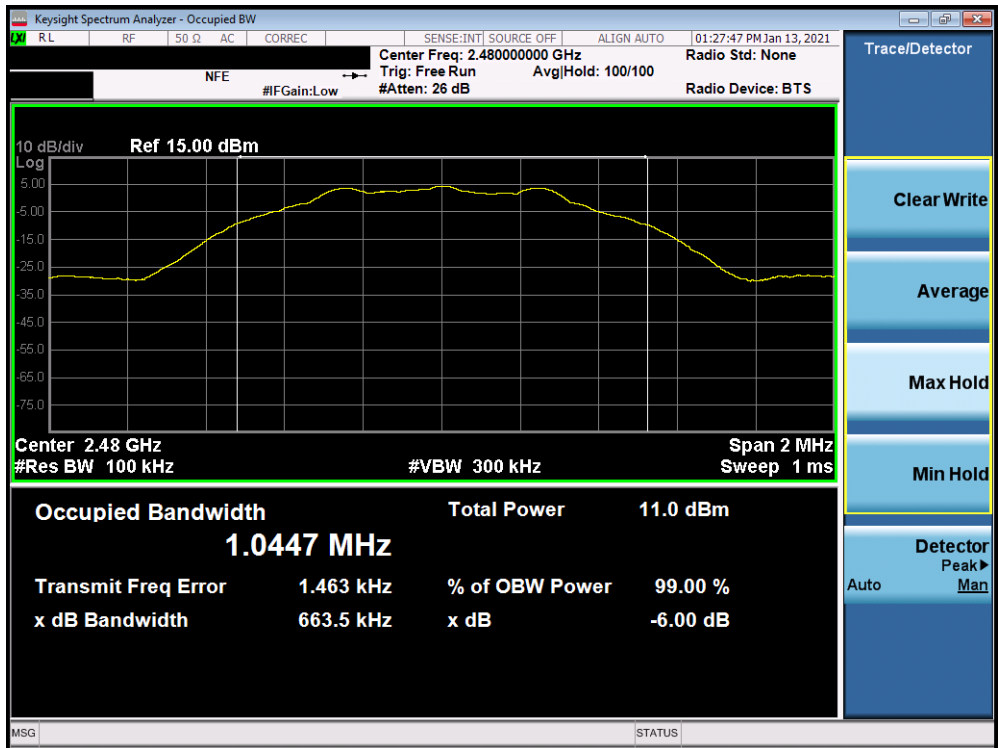 Keysight Spectrum Analyzer - Occupied BW
LXI RL RF 50 Ω AC CORREC SENSE:INT SOURCE OFF ALIGN AUTO 01:27:47 PM Jan 13, 2021
Center Freq: 2.480000000 GHz Radio Std: None
NFE Trig: Free Run Avg|Hold: 100/100
#IFGain:Low #Atten: 26 dB Radio Device: BTS
10 dB/div Ref 15.00 dBm
Log
5.00
-5.00
-15.0
-25.0
-35.0
-45.0
-55.0
-65.0
-75.0
Center 2.48 GHz Span 2 MHz
#Res BW 100 kHz #VBW 300 kHz Sweep 1 ms
Occupied Bandwidth Total Power 11.0 dBm
1.0447 MHz
Transmit Freq Error 1.463 kHz % of OBW Power 99.00 %
x dB Bandwidth 663.5 kHz x dB -6.00 dB
MSG STATUS
Trace/Detector
Clear Write
Average
Max Hold
Min Hold
Detector
Peak▶
Auto Man